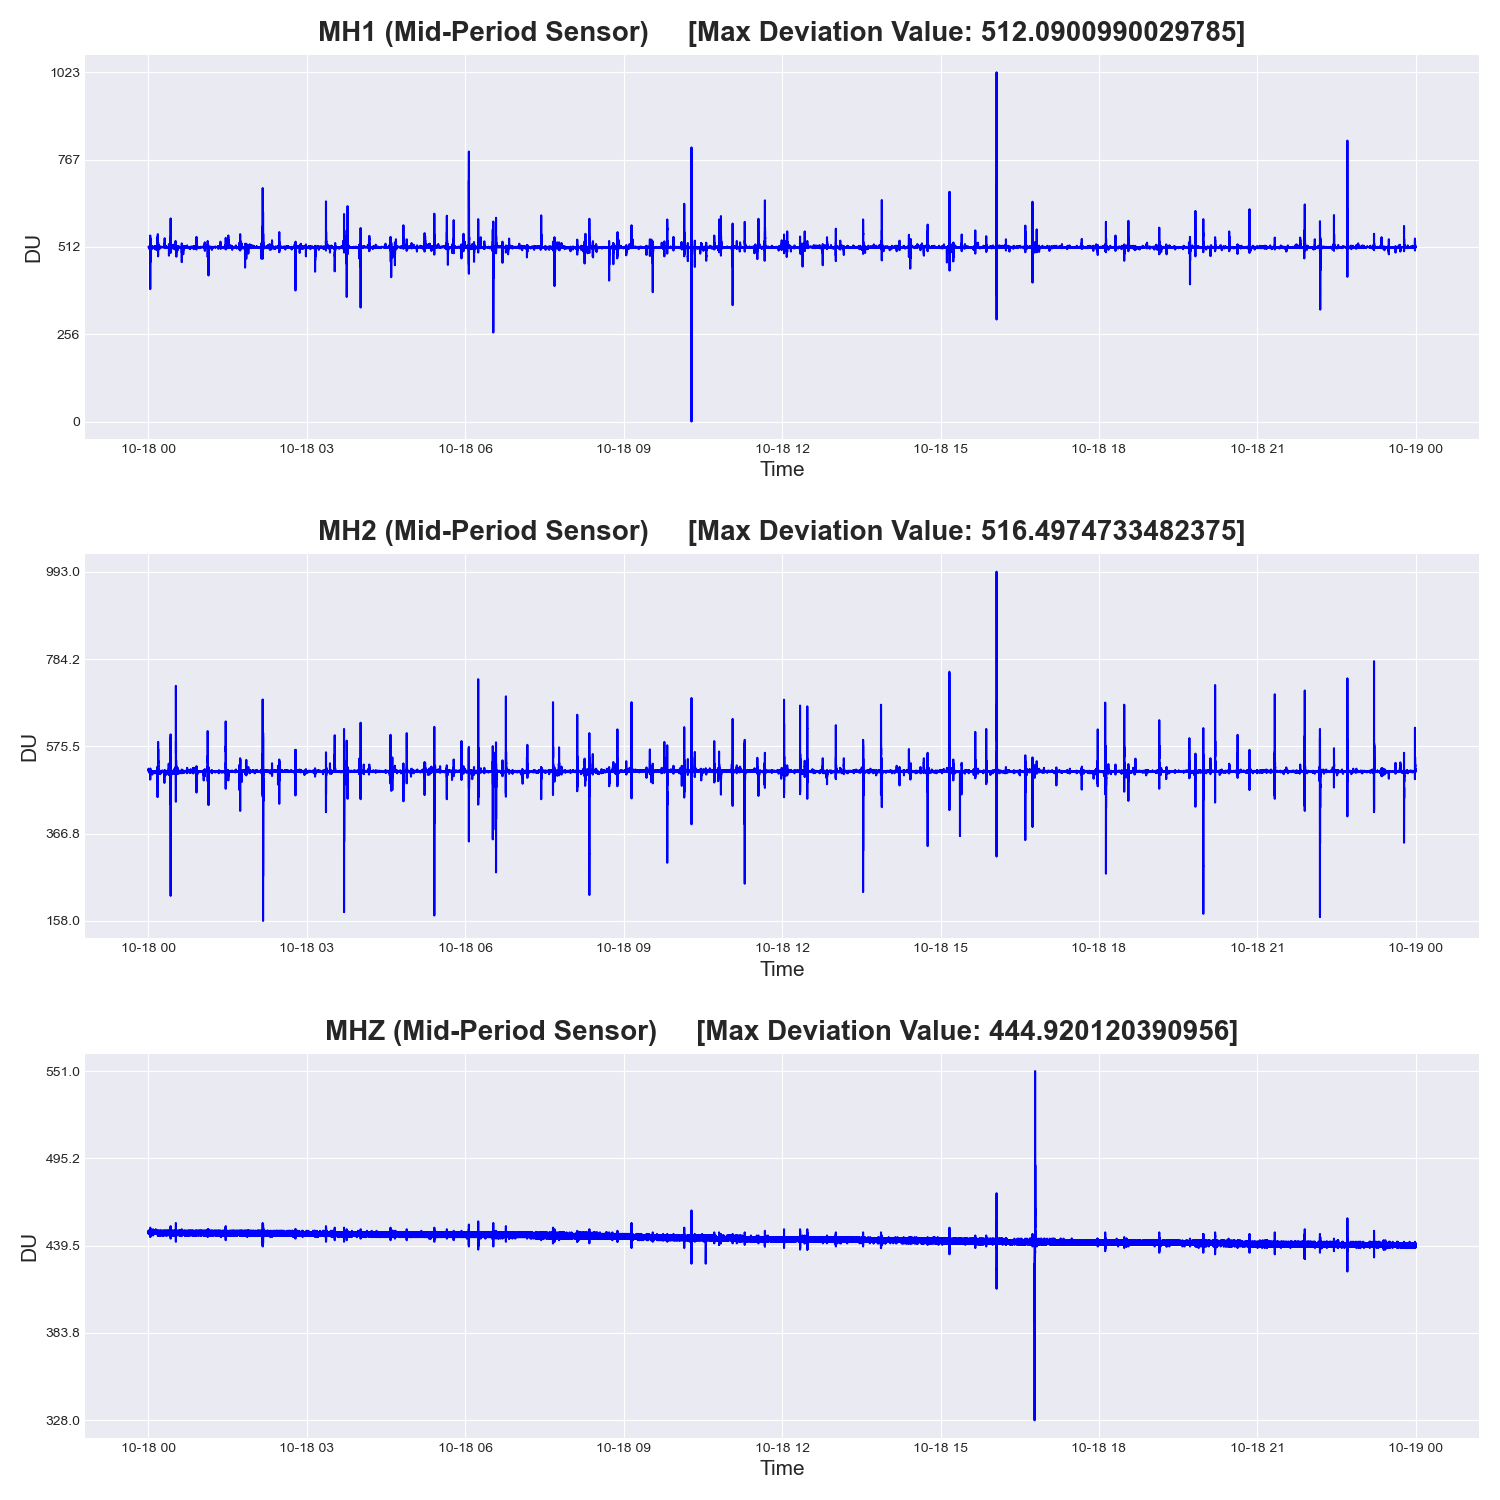 MH1 (Mid-Period Sensor) [Max Deviation Value: 512.0900990029785]
1023
767
512
256
0
DU
10-18 00 10-18 03 10-18 06 10-18 09 10-18 12 10-18 15 10-18 18 10-18 21 10-19 00
Time
MH2 (Mid-Period Sensor) [Max Deviation Value: 516.4974733482375]
993.0
784.2
575.5
366.8
158.0
DU
10-18 00 10-18 03 10-18 06 10-18 09 10-18 12 10-18 15 10-18 18 10-18 21 10-19 00
Time
MHZ (Mid-Period Sensor) [Max Deviation Value: 444.920120390956]
551.0
495.2
439.5
383.8
328.0
DU
10-18 00 10-18 03 10-18 06 10-18 09 10-18 12 10-18 15 10-18 18 10-18 21 10-19 00
Time